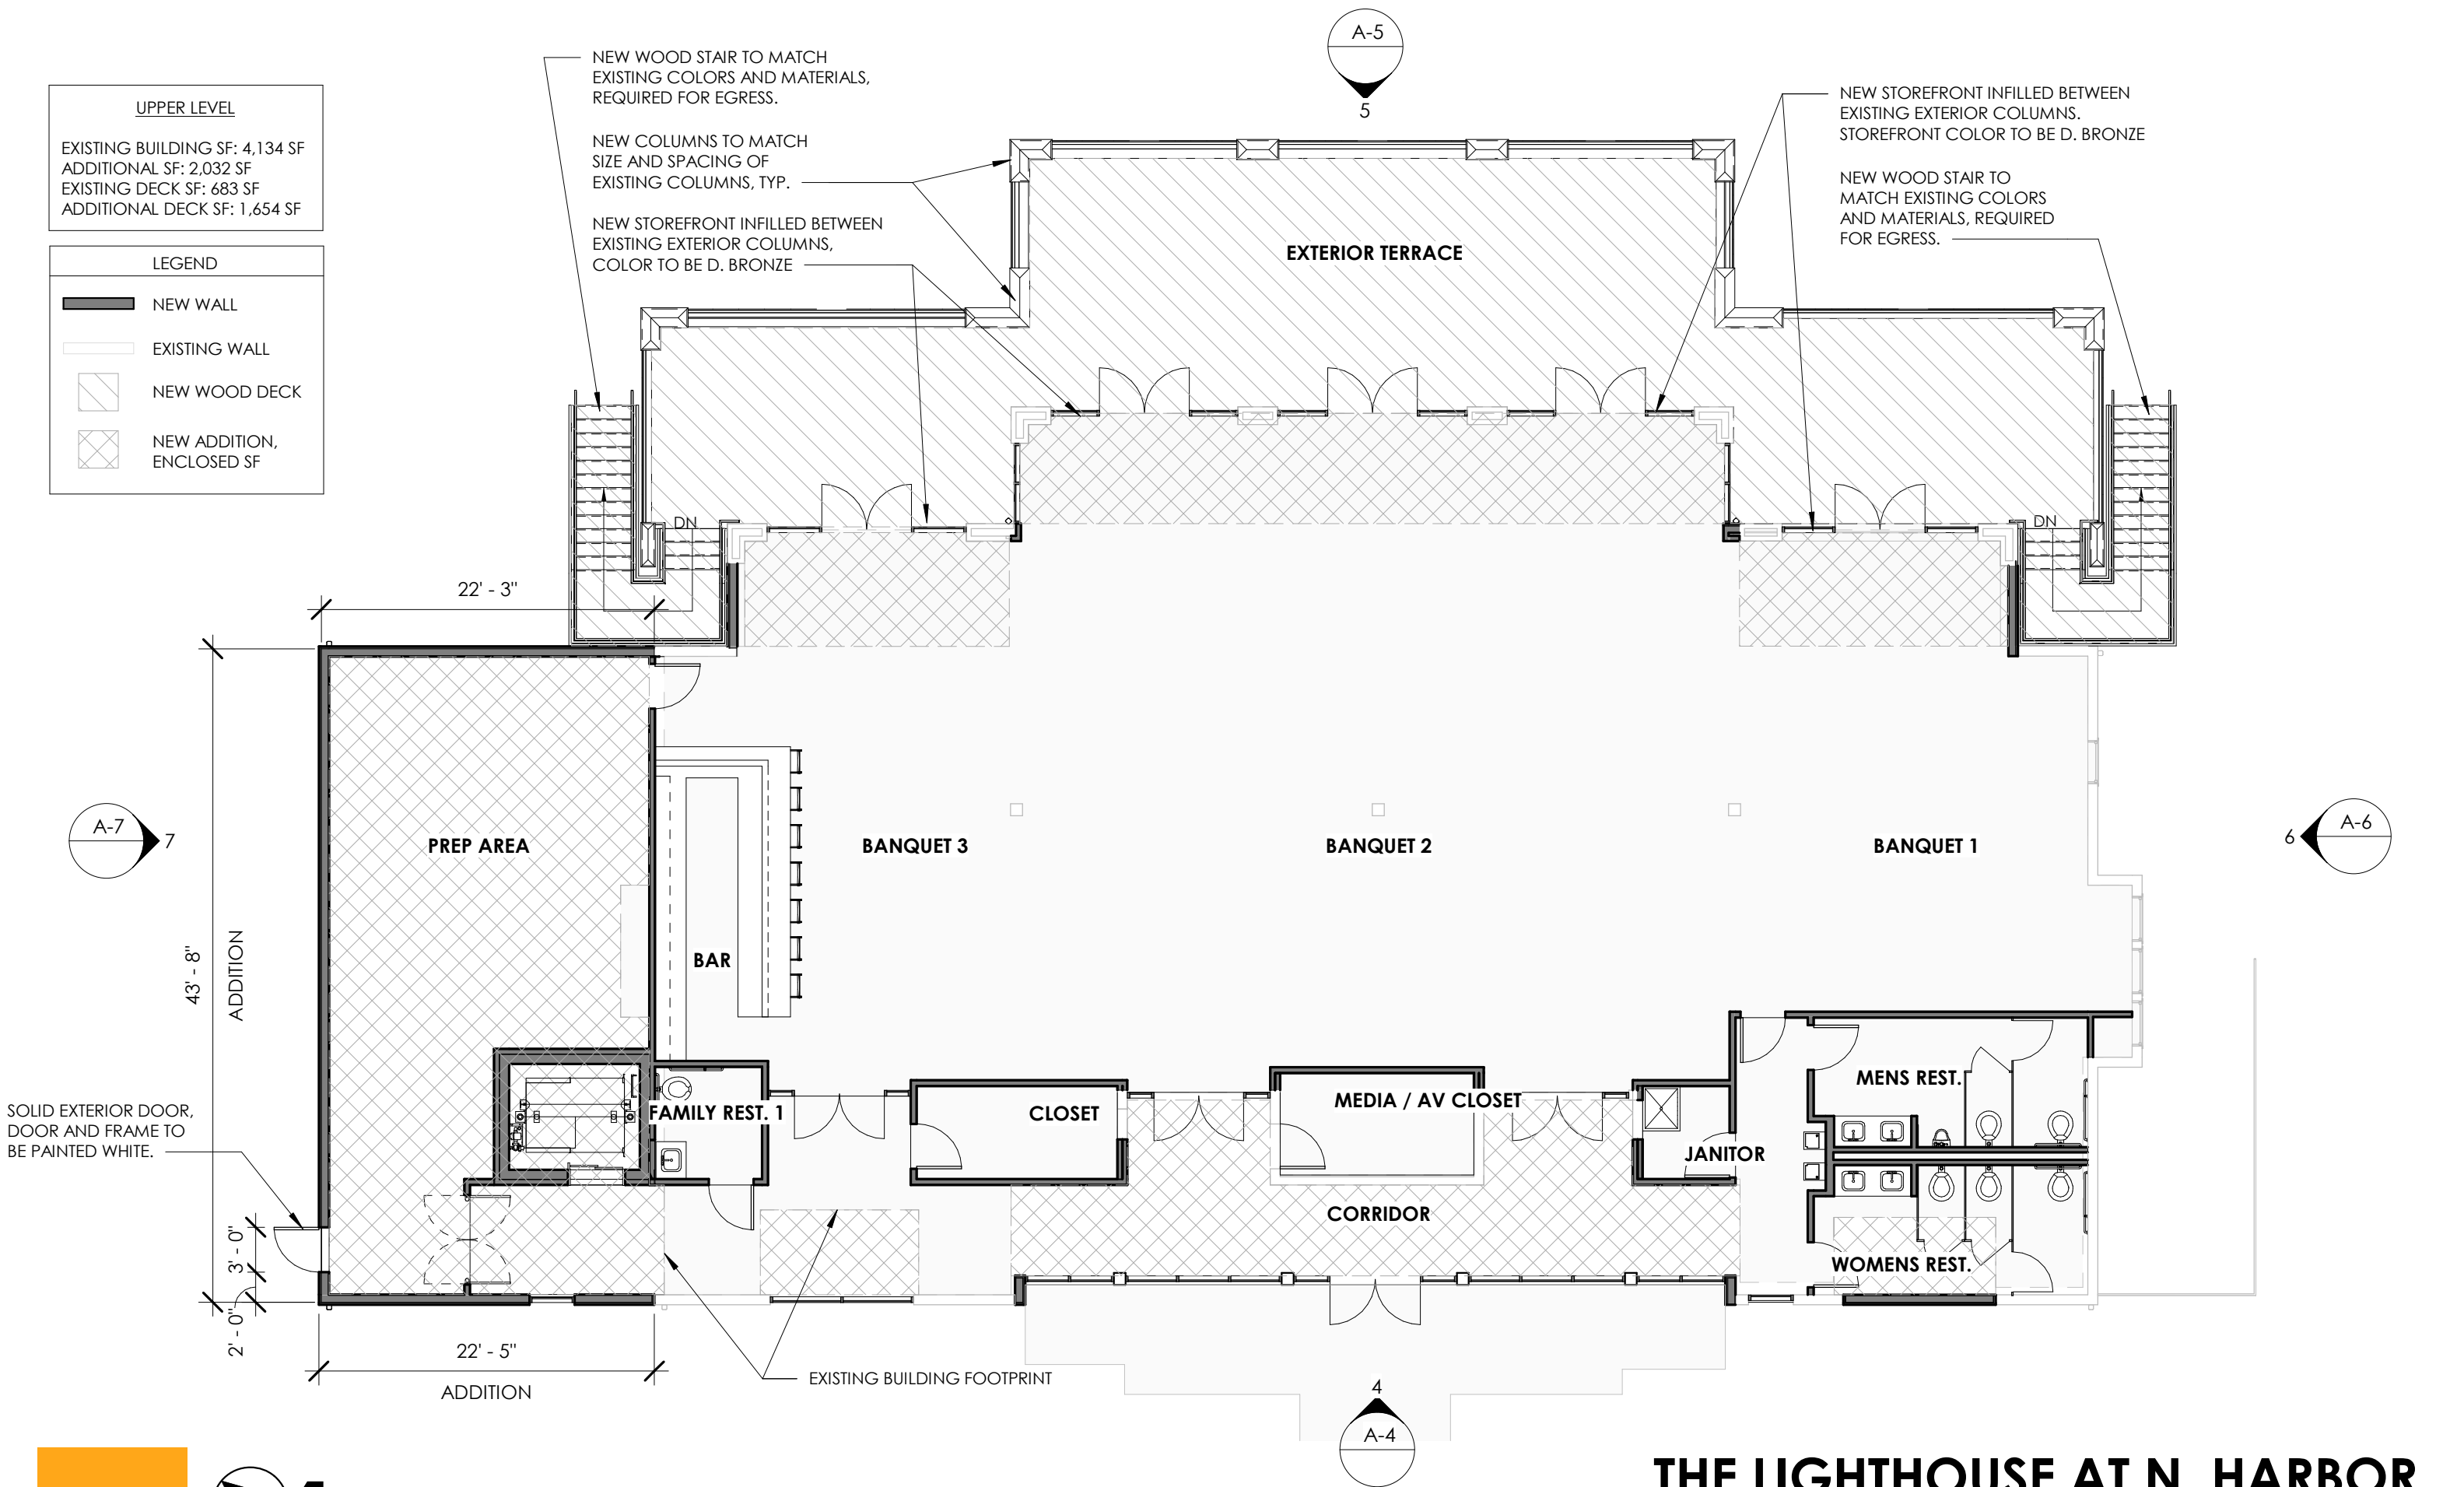 A-5
5
NEW WOOD STAIR TO MATCH
EXISTING COLORS AND MATERIALS,
REQUIRED FOR EGRESS.
NEW COLUMNS TO MATCH
SIZE AND SPACING OF
EXISTING COLUMNS, TYP.
NEW STOREFRONT INFILLED BETWEEN
EXISTING EXTERIOR COLUMNS,
COLOR TO BE D. BRONZE
NEW STOREFRONT INFILLED BETWEEN
EXISTING EXTERIOR COLUMNS.
STOREFRONT COLOR TO BE D. BRONZE
NEW WOOD STAIR TO
MATCH EXISTING COLORS
AND MATERIALS, REQUIRED
FOR EGRESS.
UPPER LEVEL
EXISTING BUILDING SF: 4,134 SF
ADDITIONAL SF: 2,032 SF
EXISTING DECK SF: 683 SF
ADDITIONAL DECK SF: 1,654 SF
LEGEND
NEW WALL
EXISTING WALL
NEW WOOD DECK
NEW ADDITION,
ENCLOSED SF
EXTERIOR TERRACE
DN
DN
22' - 3"
43' - 8"
ADDITION
A-7
7
PREP AREA
BANQUET 3
BANQUET 2
BANQUET 1
6
A-6
BAR
SOLID EXTERIOR DOOR,
DOOR AND FRAME TO
BE PAINTED WHITE.
FAMILY REST. 1
CLOSET
MEDIA / AV CLOSET
JANITOR
MENS REST.
CORRIDOR
WOMENS REST.
3' - 0"
2' - 0"
22' - 5"
ADDITION
EXISTING BUILDING FOOTPRINT
4
A-4
THE LIGHTHOUSE AT N. HARBOR